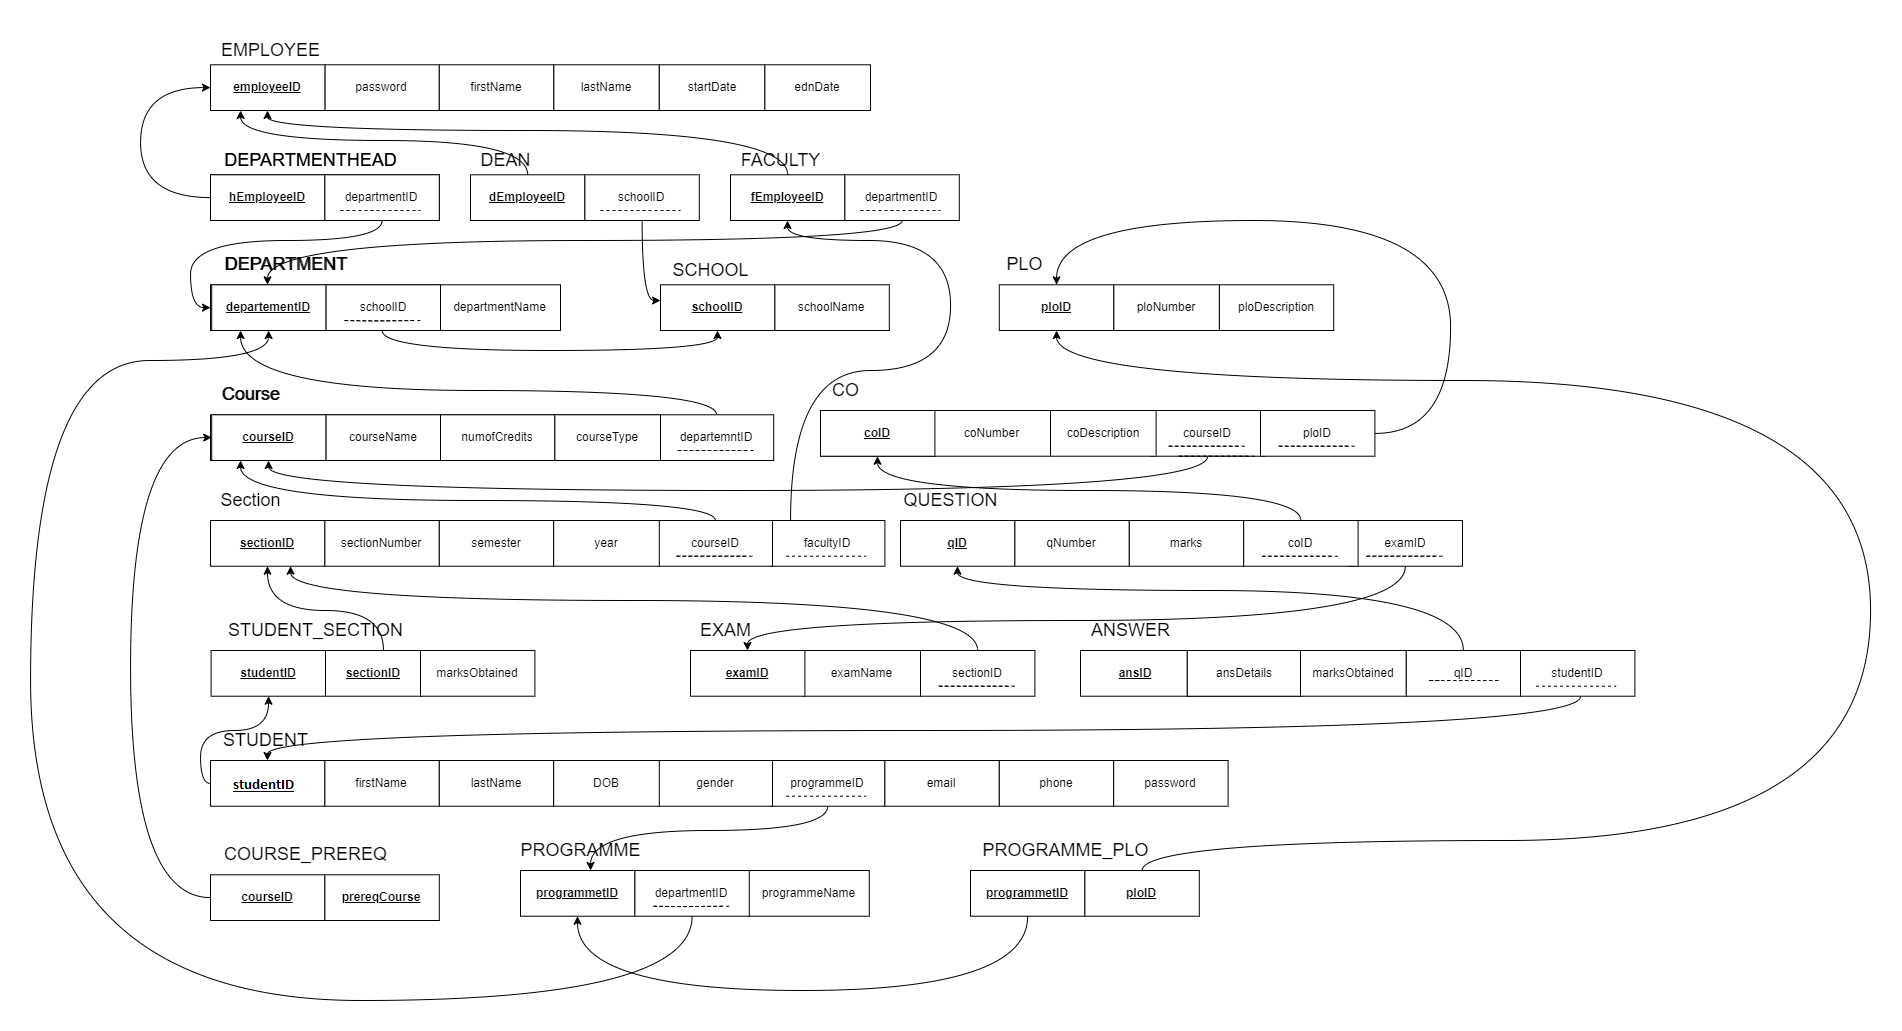 EMPLOYEE
employeeID password firstName lastName startDate ednDate
DEPARTMENTHEAD DEAN FACULTY
hEmployeeID departmentID dEmployeeID schoolID fEmployeeID departmentID
DEPARTMENT SCHOOL PLO
departementID schoolID departmentName schoolID schoolName ploID ploNumber ploDescription
Course CO
courseID courseName numofCredits courseType departemntID coID coNumber coDescription courseID ploID
Section QUESTION
sectionID sectionNumber semester year courseID facultyID qID qNumber marks coID examID
STUDENT_SECTION EXAM ANSWER
studentID sectionID marksObtained examID examName sectionID ansID ansDetails marksObtained qID studentID
STUDENT
studentID firstName lastName DOB gender programmeID email phone password
COURSE_PREREQ PROGRAMME PROGRAMME_PLO
courseID prereqCourse programmetID departmentID programmeName programmetID ploID